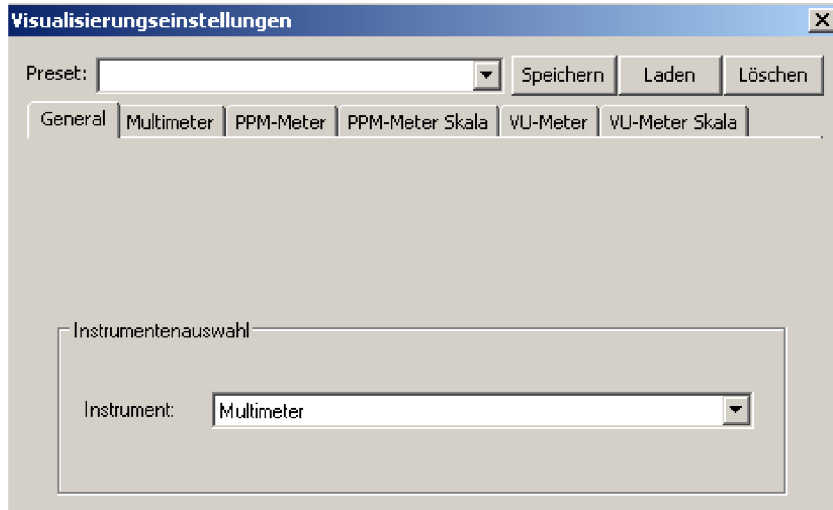 Visualisierungseinstellungen
Preset: Speichern Laden Löschen
General Multimeter PPM-Meter PPM-Meter Skala VU-Meter VU-Meter Skala
Instrumentenauswahl
Instrument: Multimeter